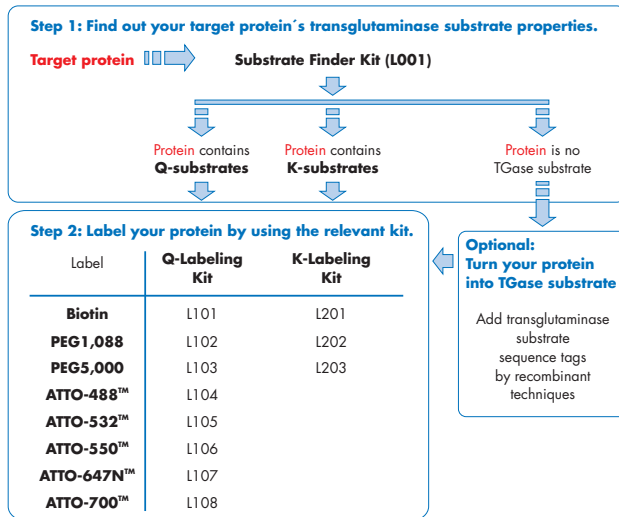 Step 1: Find out your target protein´s transglutaminase substrate properties.
Target protein Substrate Finder Kit (L001)
Protein contains Q-substrates
Protein contains K-substrates
Protein is no TGase substrate
Step 2: Label your protein by using the relevant kit.
Label Q-Labeling Kit K-Labeling Kit
Biotin L101 L201
PEG1,088 L102 L202
PEG5,000 L103 L203
ATTO-488™ L104
ATTO-532™ L105
ATTO-550™ L106
ATTO-647N™ L107
ATTO-700™ L108
Optional:
Turn your protein
into TGase substrate
Add transglutaminase
substrate
sequence tags
by recombinant
techniques